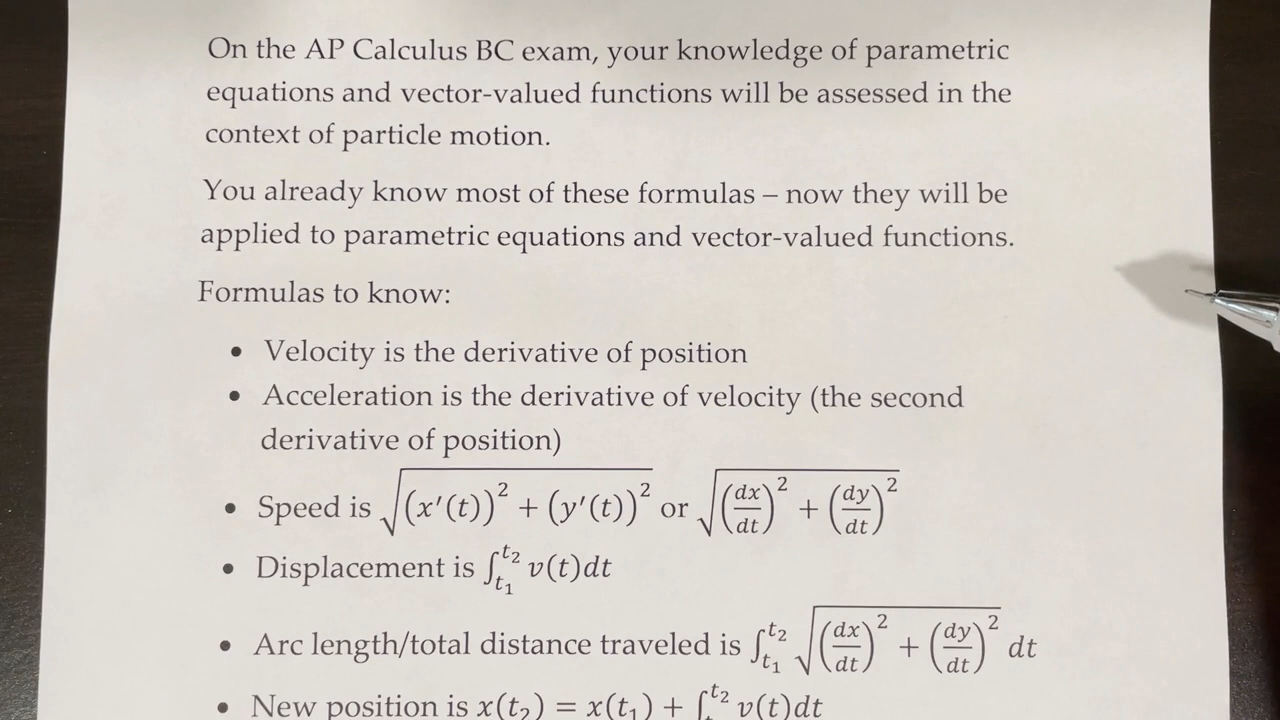 On the AP Calculus BC exam, your knowledge of parametric
equations and vector-valued functions will be assessed in the
context of particle motion.
You already know most of these formulas – now they will be
applied to parametric equations and vector-valued functions.
Formulas to know:
• Velocity is the derivative of position
• Acceleration is the derivative of velocity (the second
derivative of position)
• Speed is √((x′(t))² + (y′(t))²) or √((dx/dt)² + (dy/dt)²)
• Displacement is ∫_{t₁}^{t₂} v(t)dt
• Arc length/total distance traveled is ∫_{t₁}^{t₂} √((dx/dt)² + (dy/dt)²) dt
• New position is x(t₂) = x(t₁) + ∫^{t₂} v(t)dt